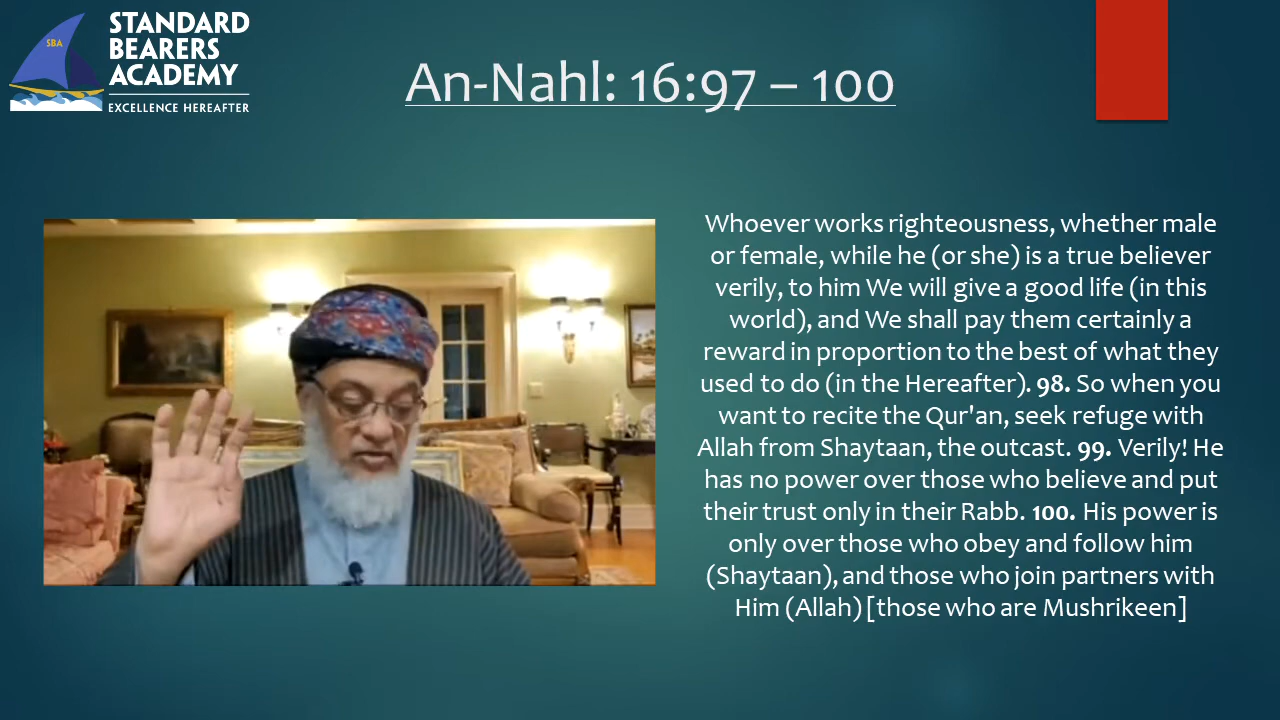 SBA
STANDARD
BEARERS
ACADEMY
EXCELLENCE HEREAFTER
An-Nahl: 16:97 – 100
Whoever works righteousness, whether male
or female, while he (or she) is a true believer
verily, to him We will give a good life (in this
world), and We shall pay them certainly a
reward in proportion to the best of what they
used to do (in the Hereafter). 98. So when you
want to recite the Qur'an, seek refuge with
Allah from Shaytaan, the outcast. 99. Verily! He
has no power over those who believe and put
their trust only in their Rabb. 100. His power is
only over those who obey and follow him
(Shaytaan), and those who join partners with
Him (Allah) [those who are Mushrikeen]